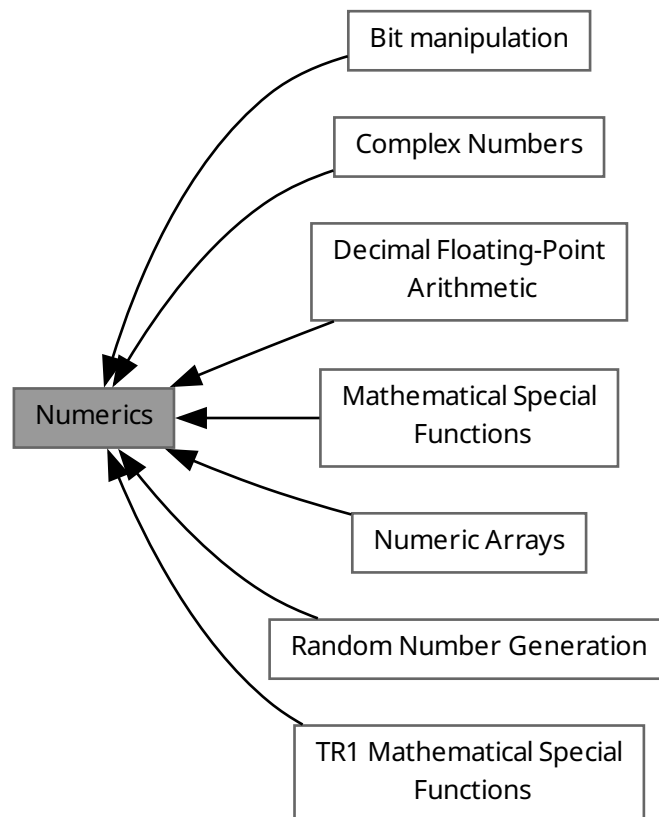 Bit manipulation
Complex Numbers
Decimal Floating-Point
Arithmetic
Mathematical Special
Functions
Numerics
Numeric Arrays
Random Number Generation
TR1 Mathematical Special
Functions